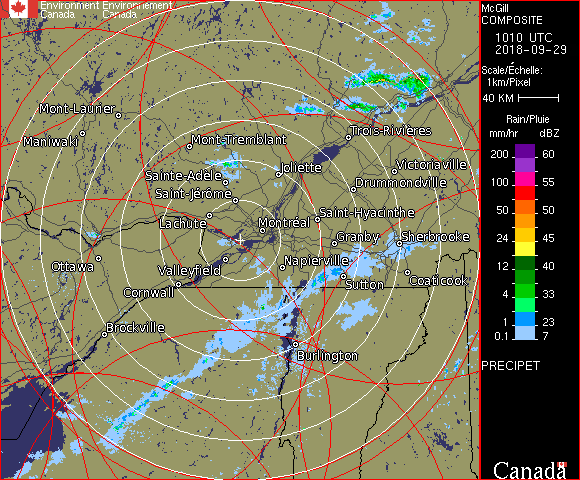 Environment Environnement
Canada Canada
McGill
COMPOSITE
1010 UTC
2018-09-29
Scale/Échelle:
1km/Pixel
40 KM
Rain/Pluie
mm/hr dBZ
200 60
100 55
50 50
24 45
12 40
4 33
1 23
0.1 7
PRECIPET
Canada
Mont-Laurier
Maniwaki
Mont-Tremblant
Trois-Rivières
Joliette
Victoriaville
Sainte-Adèle
Drummondville
Saint-Jérôme
Saint-Hyacinthe
Lachute
Montréal
Granby
Sherbrooke
Ottawa
Valleyfield
Napierville
Coaticook
Sutton
Cornwall
Brockville
Burlington